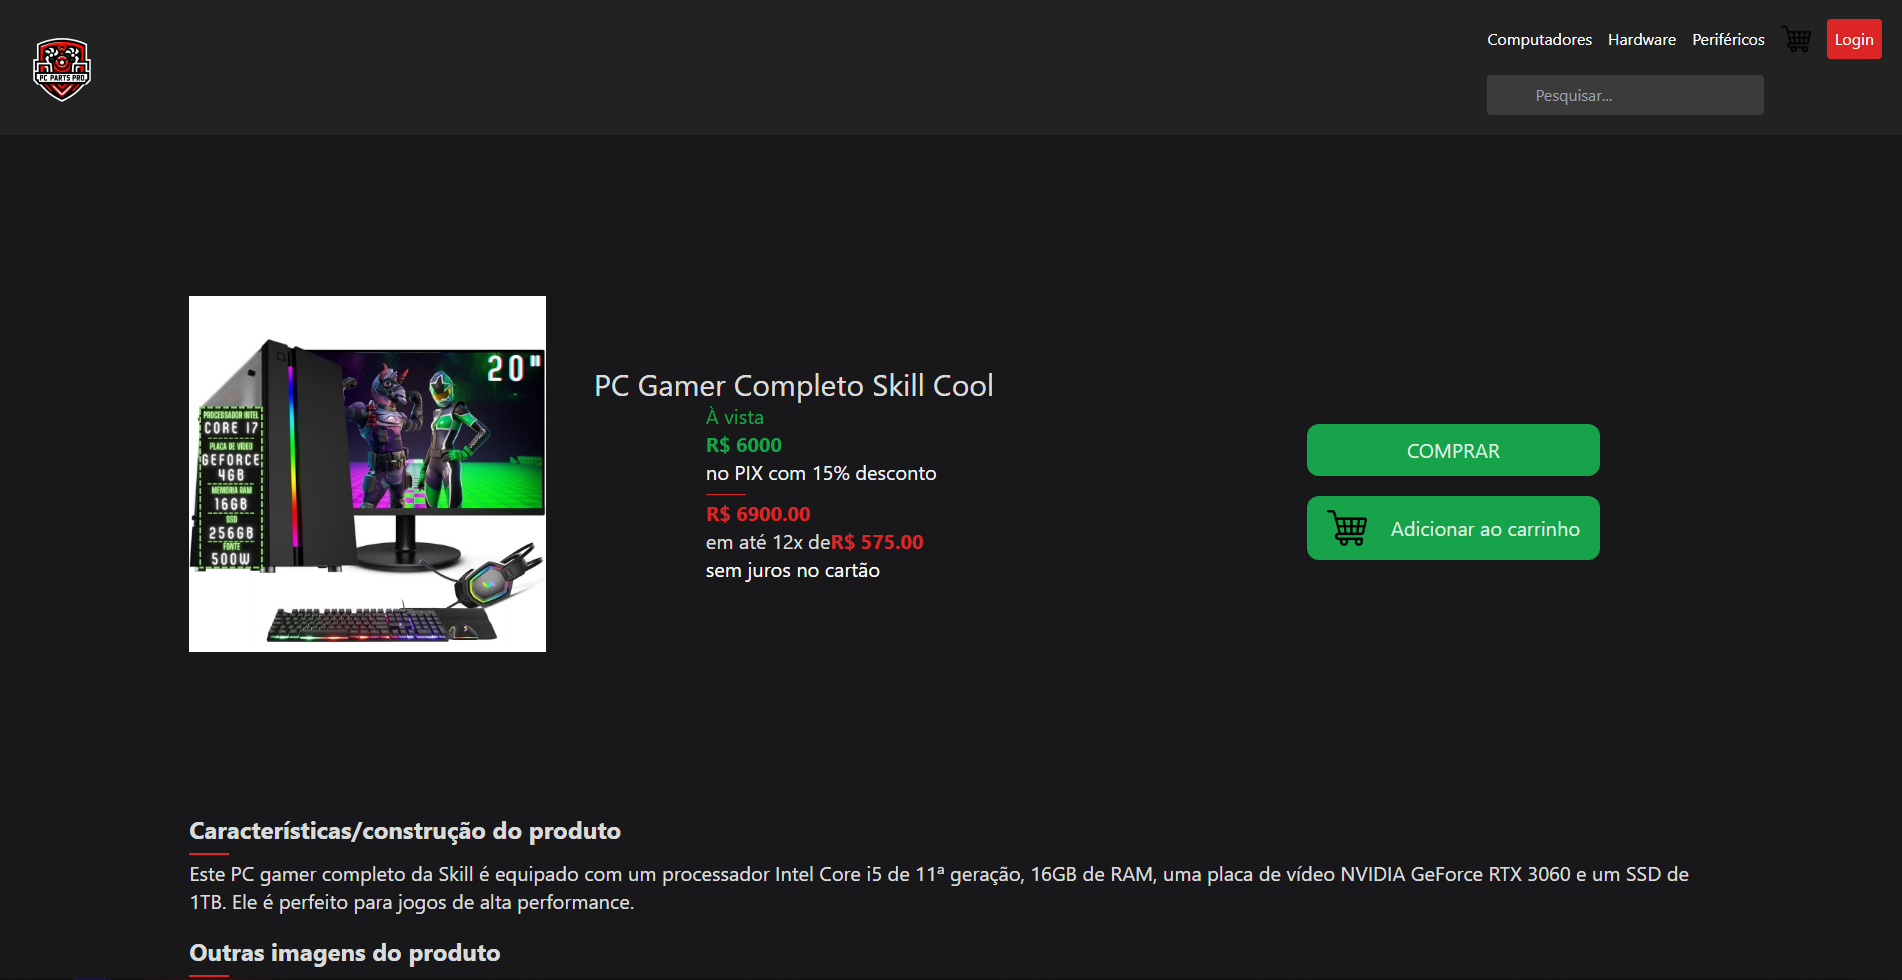 PC PARTS PRO
Computadores
Hardware
Periféricos
Login
Pesquisar...
20"
PROCESSADOR INTEL
CORE I7
PLACA DE VÍDEO
GEFORCE
4GB
MEMÓRIA RAM
16GB
SSD
256GB
FONTE
500W
PC Gamer Completo Skill Cool
À vista
R$ 6000
no PIX com 15% desconto
R$ 6900.00
em até 12x deR$ 575.00
sem juros no cartão
COMPRAR
Adicionar ao carrinho
Características/construção do produto
Este PC gamer completo da Skill é equipado com um processador Intel Core i5 de 11ª geração, 16GB de RAM, uma placa de vídeo NVIDIA GeForce RTX 3060 e um SSD de
1TB. Ele é perfeito para jogos de alta performance.
Outras imagens do produto